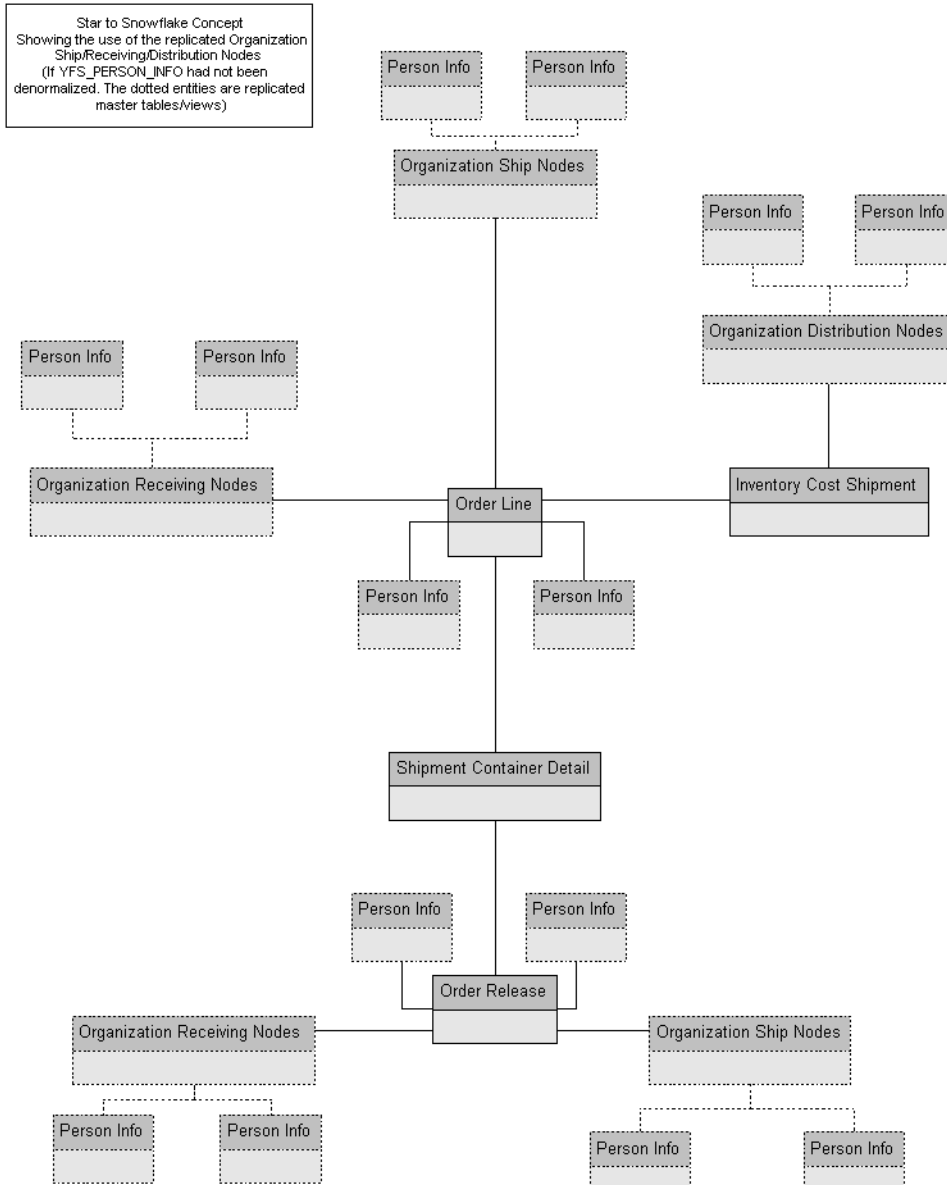 Star to Snowflake Concept
Showing the use of the replicated Organization
Ship/Receiving/Distribution Nodes
(If YFS_PERSON_INFO had not been
denormalized. The dotted entities are replicated
master tables/views)
Person Info
Person Info
Organization Ship Nodes
Person Info
Person Info
Organization Distribution Nodes
Person Info
Person Info
Organization Receiving Nodes
Order Line
Inventory Cost Shipment
Person Info
Person Info
Shipment Container Detail
Person Info
Person Info
Order Release
Organization Receiving Nodes
Organization Ship Nodes
Person Info
Person Info
Person Info
Person Info